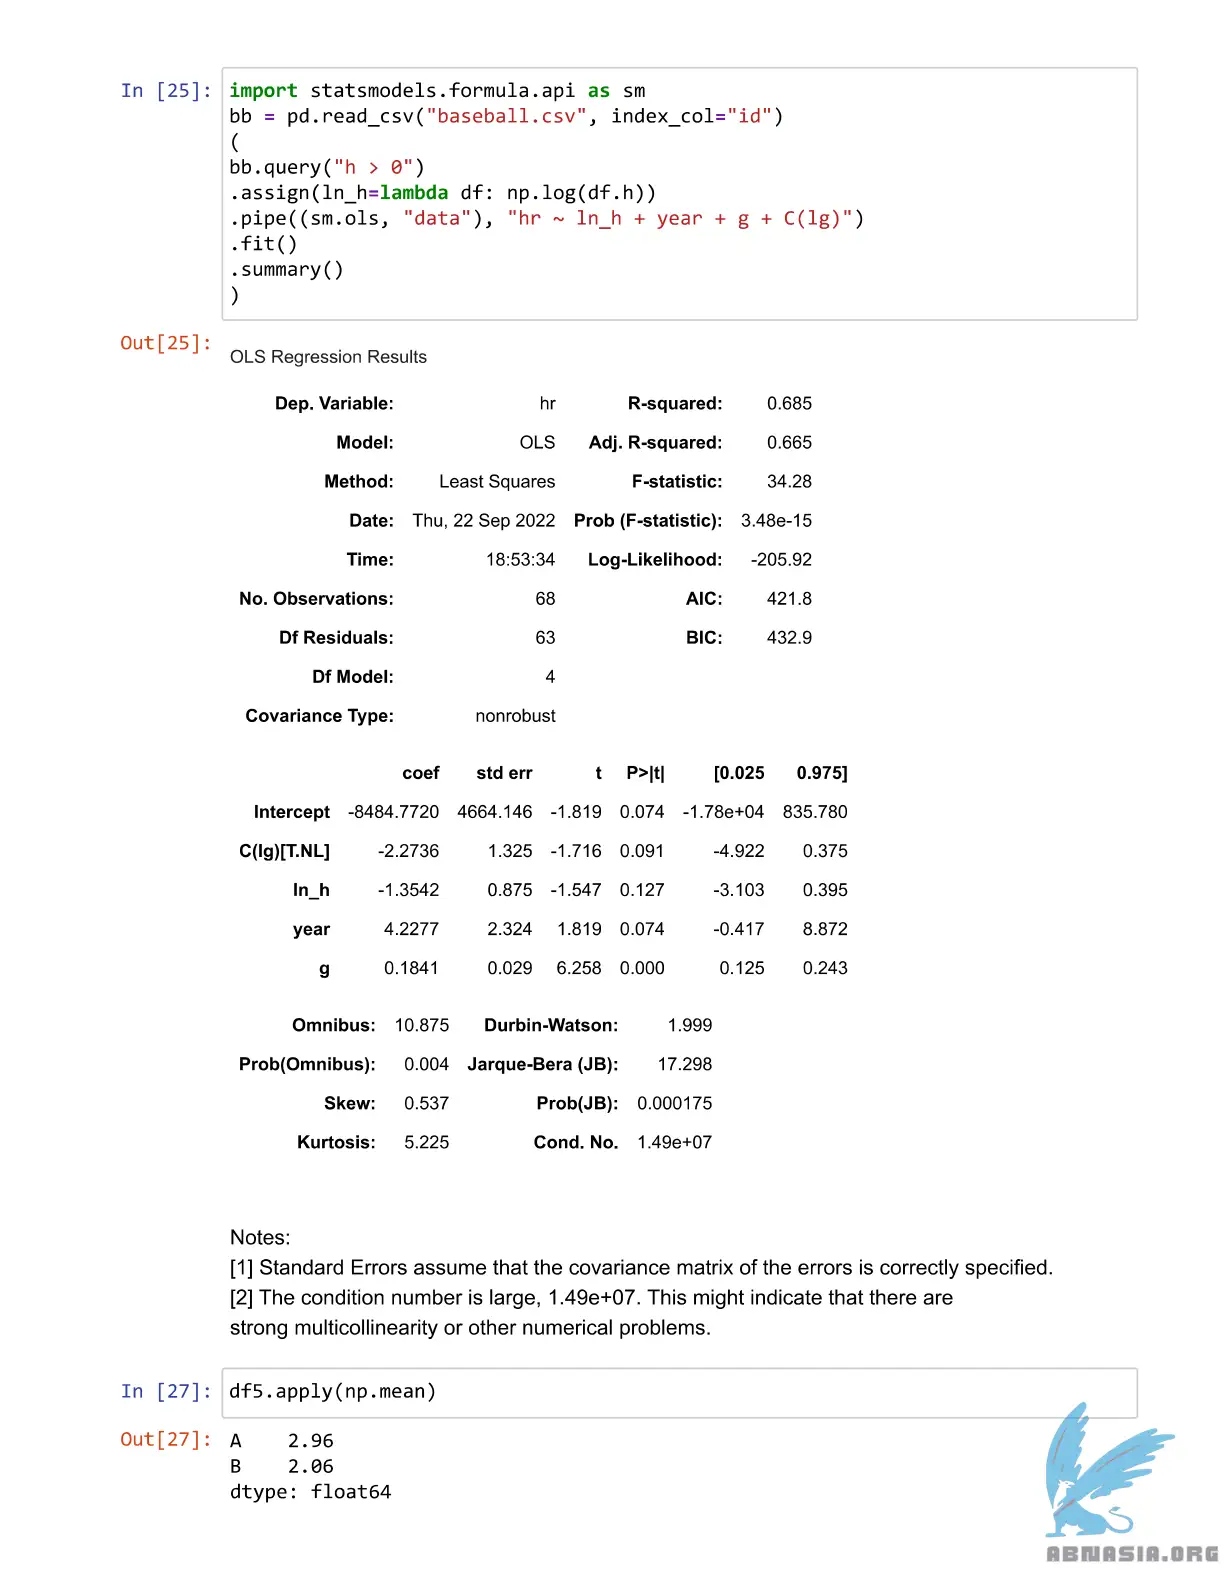 In [25]: import statsmodels.formula.api as sm
bb = pd.read_csv("baseball.csv", index_col="id")
(
bb.query("h > 0")
.assign(ln_h=lambda df: np.log(df.h))
.pipe((sm.ols, "data"), "hr ~ ln_h + year + g + C(lg)")
.fit()
.summary()
)
Out[25]:
OLS Regression Results
Dep. Variable: hr R-squared: 0.685
Model: OLS Adj. R-squared: 0.665
Method: Least Squares F-statistic: 34.28
Date: Thu, 22 Sep 2022 Prob (F-statistic): 3.48e-15
Time: 18:53:34 Log-Likelihood: -205.92
No. Observations: 68 AIC: 421.8
Df Residuals: 63 BIC: 432.9
Df Model: 4
Covariance Type: nonrobust
coef std err t P>|t| [0.025 0.975]
Intercept -8484.7720 4664.146 -1.819 0.074 -1.78e+04 835.780
C(lg)[T.NL] -2.2736 1.325 -1.716 0.091 -4.922 0.375
ln_h -1.3542 0.875 -1.547 0.127 -3.103 0.395
year 4.2277 2.324 1.819 0.074 -0.417 8.872
g 0.1841 0.029 6.258 0.000 0.125 0.243
Omnibus: 10.875 Durbin-Watson: 1.999
Prob(Omnibus): 0.004 Jarque-Bera (JB): 17.298
Skew: 0.537 Prob(JB): 0.000175
Kurtosis: 5.225 Cond. No. 1.49e+07
Notes:
[1] Standard Errors assume that the covariance matrix of the errors is correctly specified.
[2] The condition number is large, 1.49e+07. This might indicate that there are
strong multicollinearity or other numerical problems.
In [27]: df5.apply(np.mean)
Out[27]: A 2.96
B 2.06
dtype: float64
ABNASIA.ORG